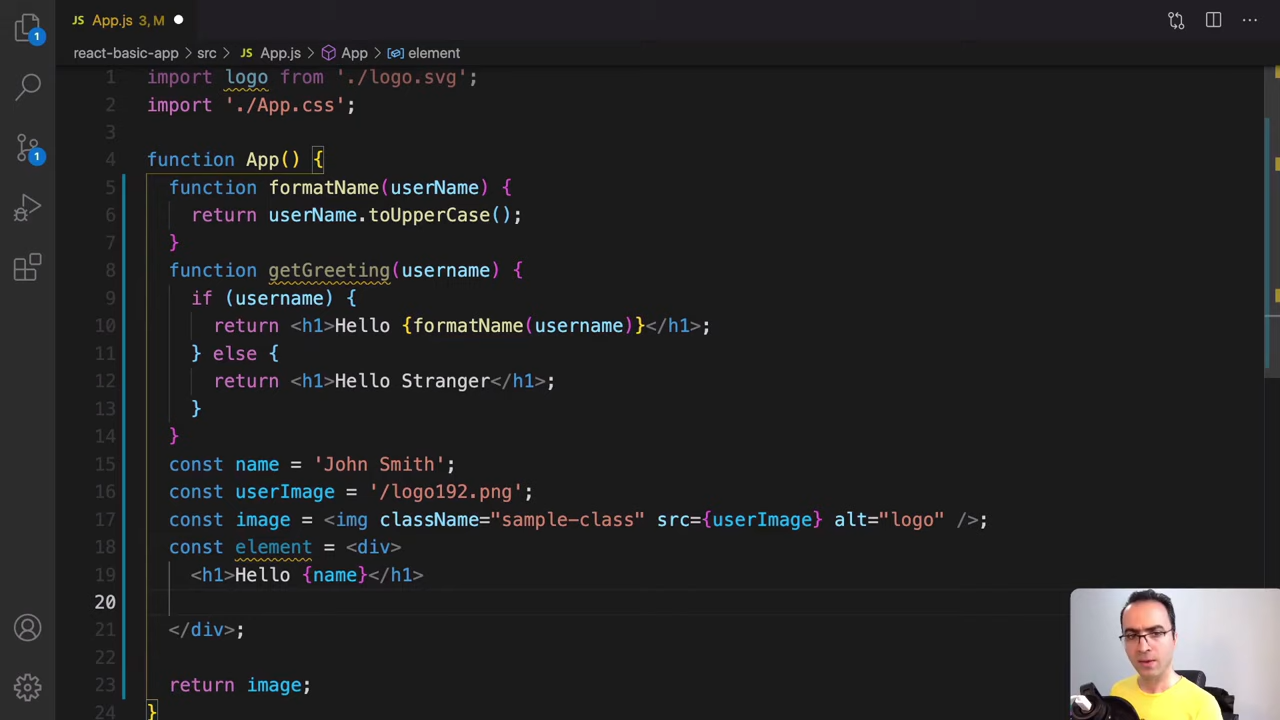 JS App.js 3, M
react-basic-app > src > JS App.js > App > element
1 import logo from './logo.svg';
2 import './App.css';
3
4 function App() {
5 function formatName(userName) {
6 return userName.toUpperCase();
7 }
8 function getGreeting(username) {
9 if (username) {
10 return <h1>Hello {formatName(username)}</h1>;
11 } else {
12 return <h1>Hello Stranger</h1>;
13 }
14 }
15 const name = 'John Smith';
16 const userImage = '/logo192.png';
17 const image = <img className="sample-class" src={userImage} alt="logo" />;
18 const element = <div>
19 <h1>Hello {name}</h1>
20
21 </div>;
22
23 return image;
24 }
1
1